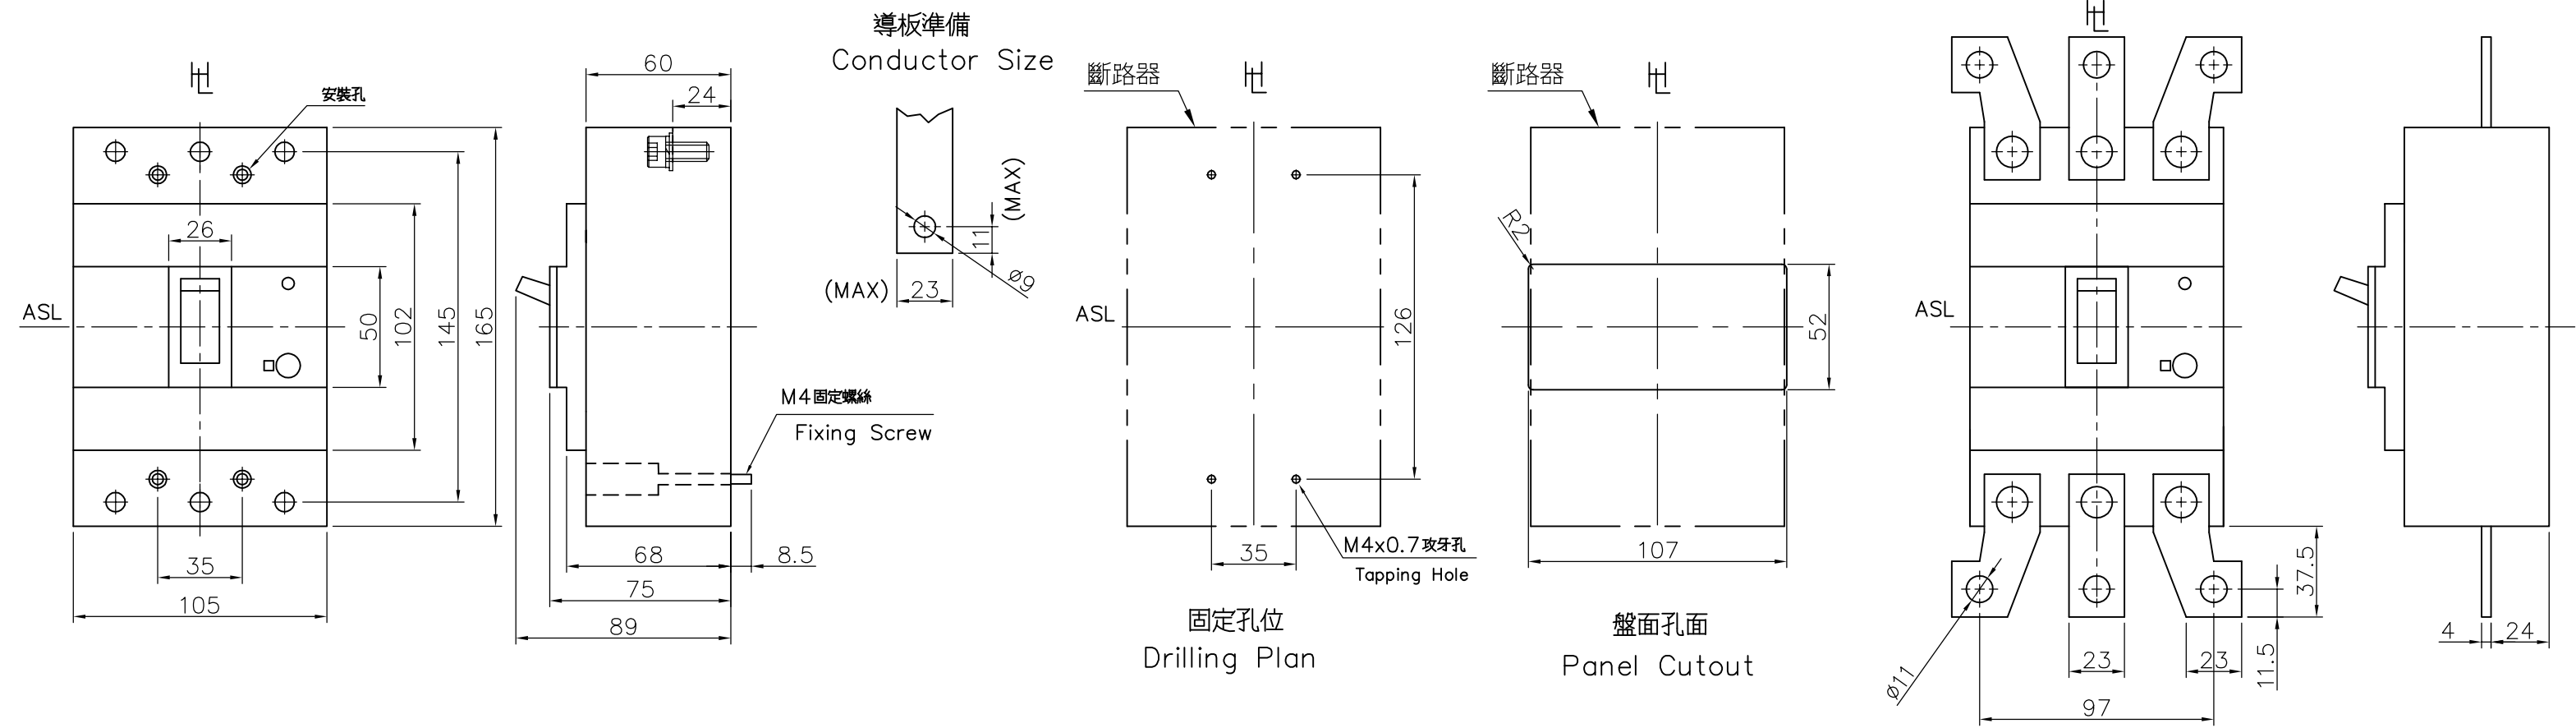 HL
安裝孔
26
ASL
50
102
145
165
35
105
60
24
M4固定螺絲
Fixing Screw
68
8.5
75
89
導板準備
Conductor Size
(MAX)
11
ø9
(MAX)
23
斷路器
HL
ASL
126
35
M4x0.7攻牙孔
Tapping Hole
固定孔位
Drilling Plan
斷路器
HL
R2
52
107
盤面孔面
Panel Cutout
HL
ASL
37.5
11.5
ø11
23
23
97
4
24